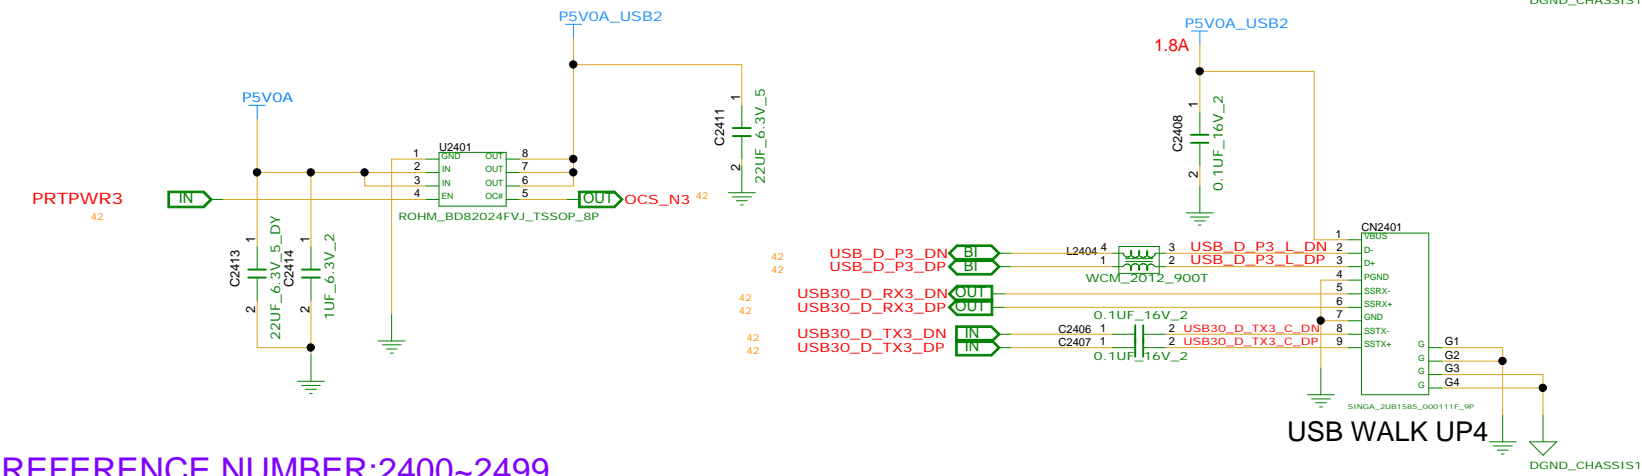 DGND_CHASSIS1
P5V0A_USB2
P5V0A
U2401
1 GND OUT 8
2 IN OUT 7
3 IN OUT 6
4 EN OC# 5
ROHM_BD82024FVJ_TSSOP_8P
PRTPWR3
42
IN
OUT
OCS_N3
42
1
C2411
22UF_6.3V_5
2
1
C2413
22UF_6.3V_5_DY
2
1
C2414
1UF_6.3V_2
2
P5V0A_USB2
1.8A
1
C2408
0.1UF_16V_2
2
42 USB_D_P3_DN BI L2404 4 3 USB_D_P3_L_DN
42 USB_D_P3_DP BI 1 2 USB_D_P3_L_DP
WCM_2012_900T
42 USB30_D_RX3_DN OUT
42 USB30_D_RX3_DP OUT
0.1UF_16V_2
42 USB30_D_TX3_DN IN C2406 1 2 USB30_D_TX3_C_DN
42 USB30_D_TX3_DP IN C2407 1 2 USB30_D_TX3_C_DP
0.1UF_16V_2
CN2401
1 VBUS
2 D-
3 D+
4 PGND
5 SSRX-
6 SSRX+
7 GND
8 SSTX-
9 SSTX+
G G1
G G2
G G3
G G4
SINGA_2UB1585_000111F_9P
USB WALK UP4
DGND_CHASSIS1
REFERENCE NUMBER:2400~2499